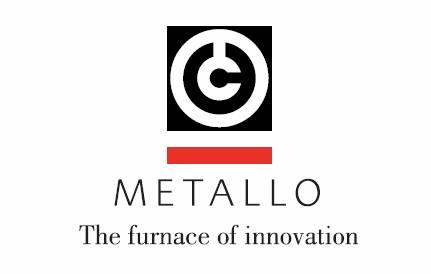 METALLO
The furnace of innovation